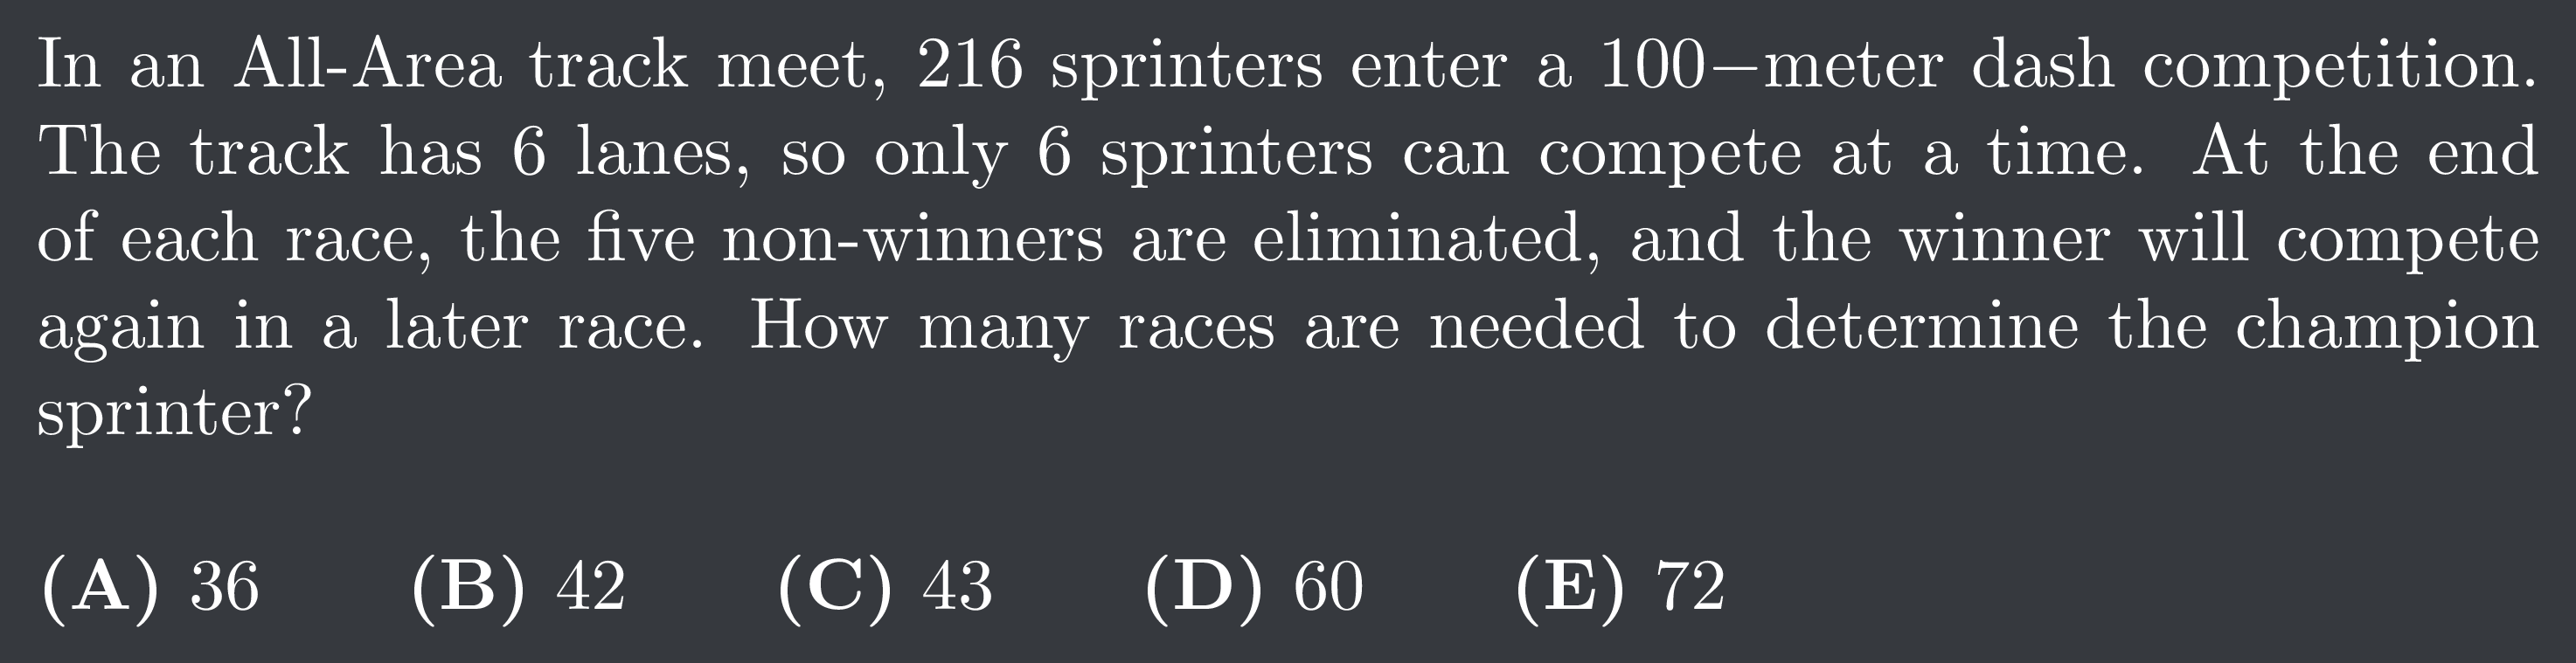 In an All-Area track meet, 216 sprinters enter a 100−meter dash competition.
The track has 6 lanes, so only 6 sprinters can compete at a time. At the end
of each race, the five non-winners are eliminated, and the winner will compete
again in a later race. How many races are needed to determine the champion
sprinter?
(A) 36 (B) 42 (C) 43 (D) 60 (E) 72